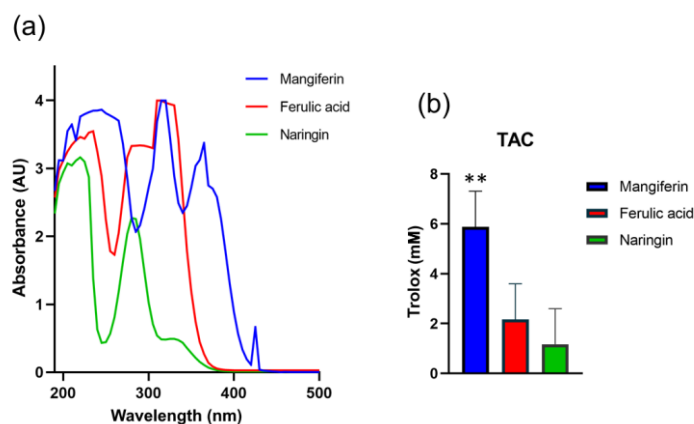 (a)
Absorbance (AU)
4
3
2
1
0
200
300
400
500
Wavelength (nm)
Mangiferin
Ferulic acid
Naringin
(b)
TAC
**
Trolox (mM)
8
6
4
2
0
Mangiferin
Ferulic acid
Naringin